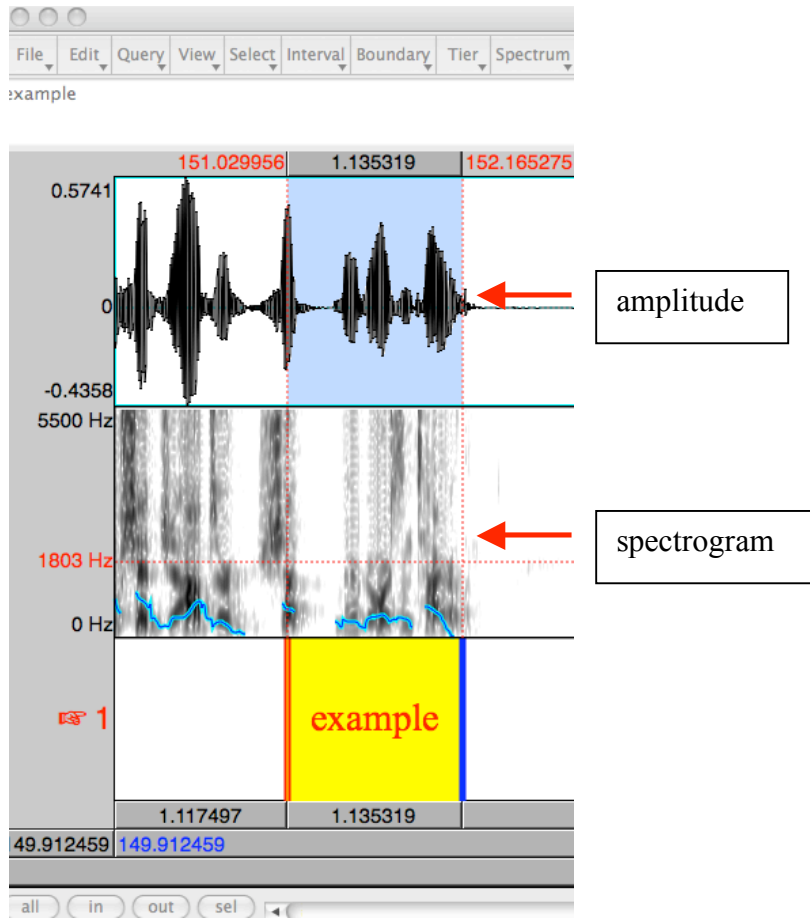 File Edit Query View Select Interval Boundary Tier Spectrum
example
151.029956 1.135319 152.165275
0.5741
0
amplitude
-0.4358
5500 Hz
spectrogram
1803 Hz
0 Hz
☞ 1 example
1.117497 1.135319
149.912459 149.912459
all in out sel